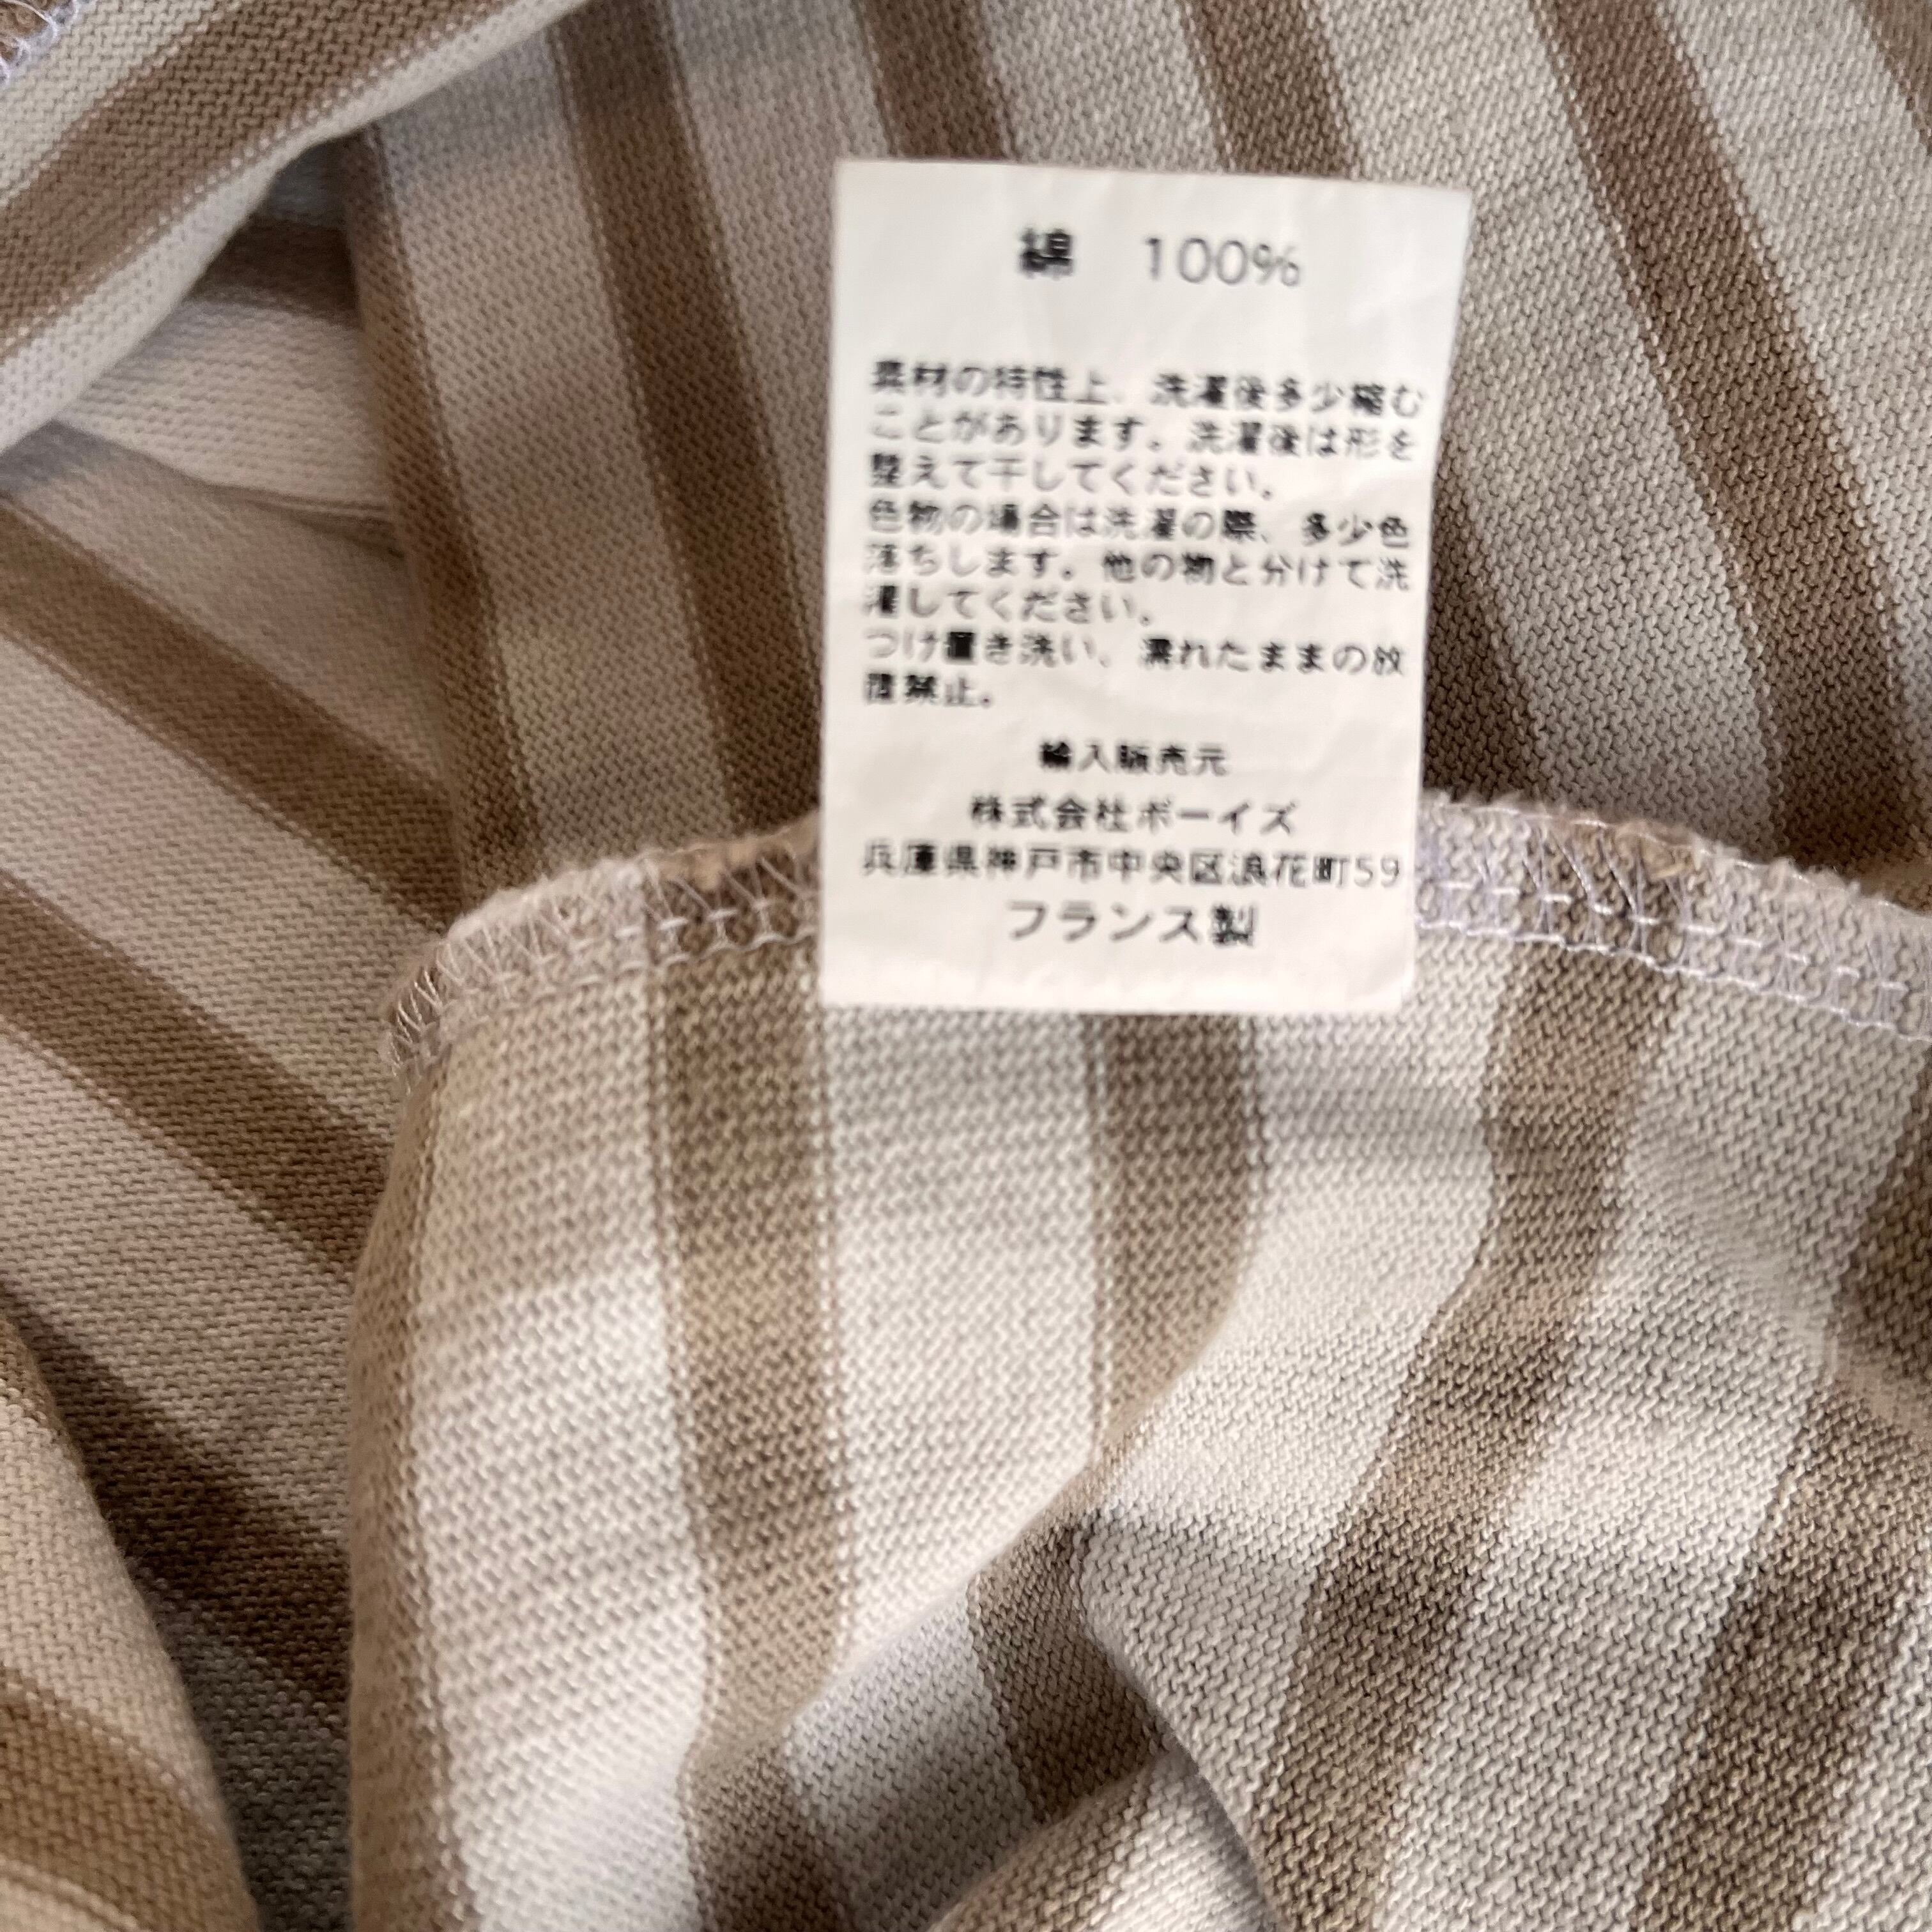 綿　100%
素材の特性上、洗濯後多少縮む
ことがあります。洗濯後は形を
整えて干してください。
色物の場合は洗濯の際、多少色
落ちします。他の物と分けて洗
濯してください。
つけ置き洗い、濡れたままの放
置禁止。
輸入販売元
株式会社ボーイズ
兵庫県神戸市中央区浪花町59
フランス製